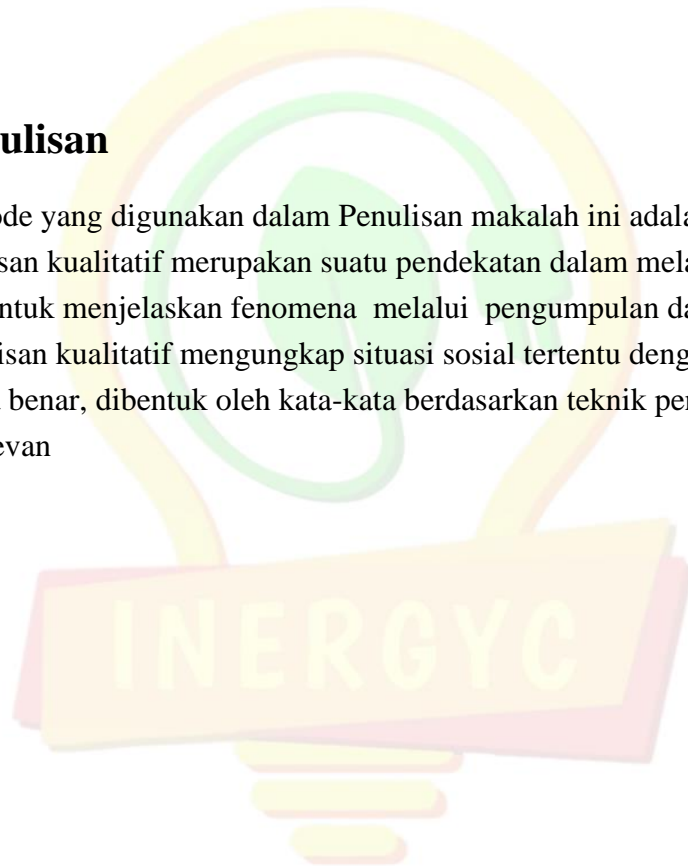 ulisan
ode yang digunakan dalam Penulisan makalah ini adala
san kualitatif merupakan suatu pendekatan dalam mela
ntuk menjelaskan fenomena melalui pengumpulan da
isan kualitatif mengungkap situasi sosial tertentu deng
benar, dibentuk oleh kata-kata berdasarkan teknik pe
evan
INERGYC